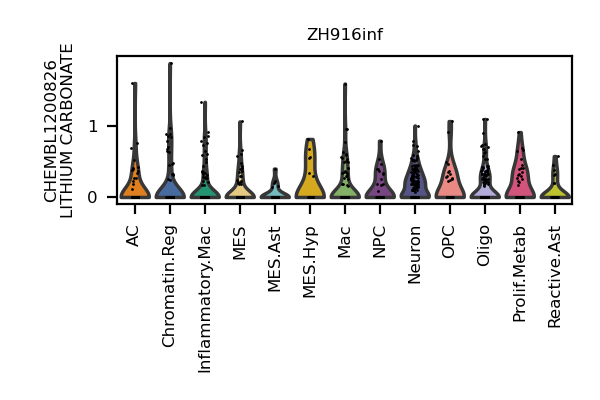 ZH916inf
CHEMBL1200826
LITHIUM CARBONATE
1
0
AC
Chromatin.Reg
Inflammatory.Mac
MES
MES.Ast
MES.Hyp
Mac
NPC
Neuron
OPC
Oligo
Prolif.Metab
Reactive.Ast